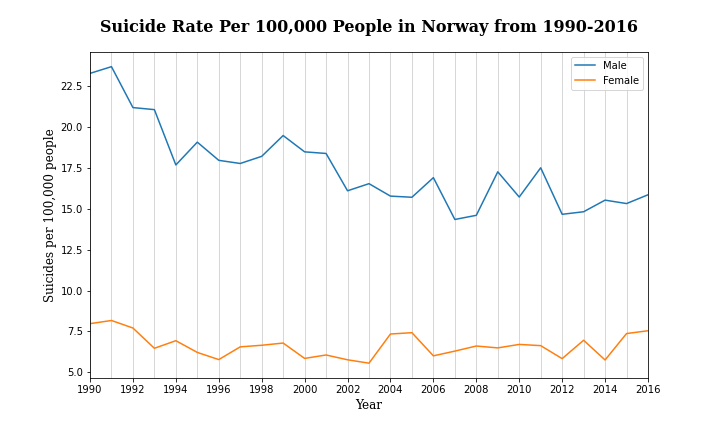 Suicide Rate Per 100,000 People in Norway from 1990-2016
Male
Female
Suicides per 100,000 people
22.5
20.0
17.5
15.0
12.5
10.0
7.5
5.0
1990 1992 1994 1996 1998 2000 2002 2004 2006 2008 2010 2012 2014 2016
Year